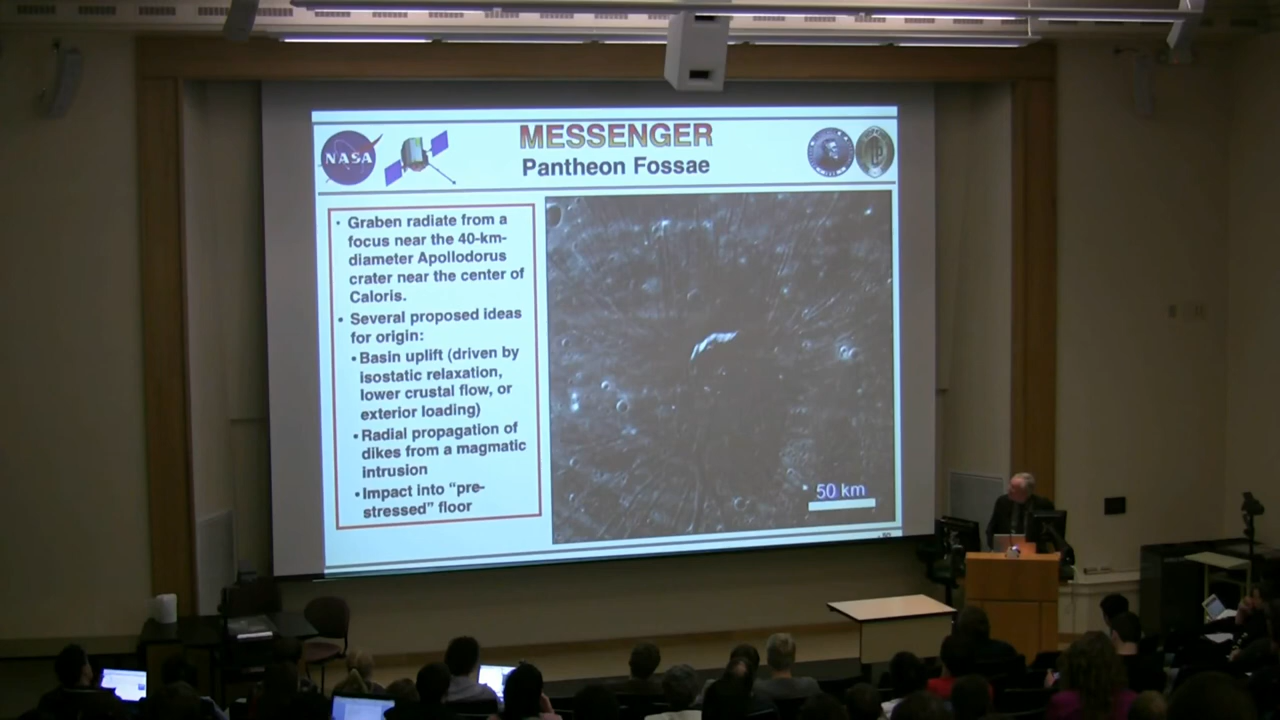 NASA
MESSENGER
Pantheon Fossae
• Graben radiate from a
focus near the 40-km-
diameter Apollodorus
crater near the center of
Caloris.
• Several proposed ideas
for origin:
• Basin uplift (driven by
isostatic relaxation,
lower crustal flow, or
exterior loading)
• Radial propagation of
dikes from a magmatic
intrusion
• Impact into “pre-
stressed” floor
50 km